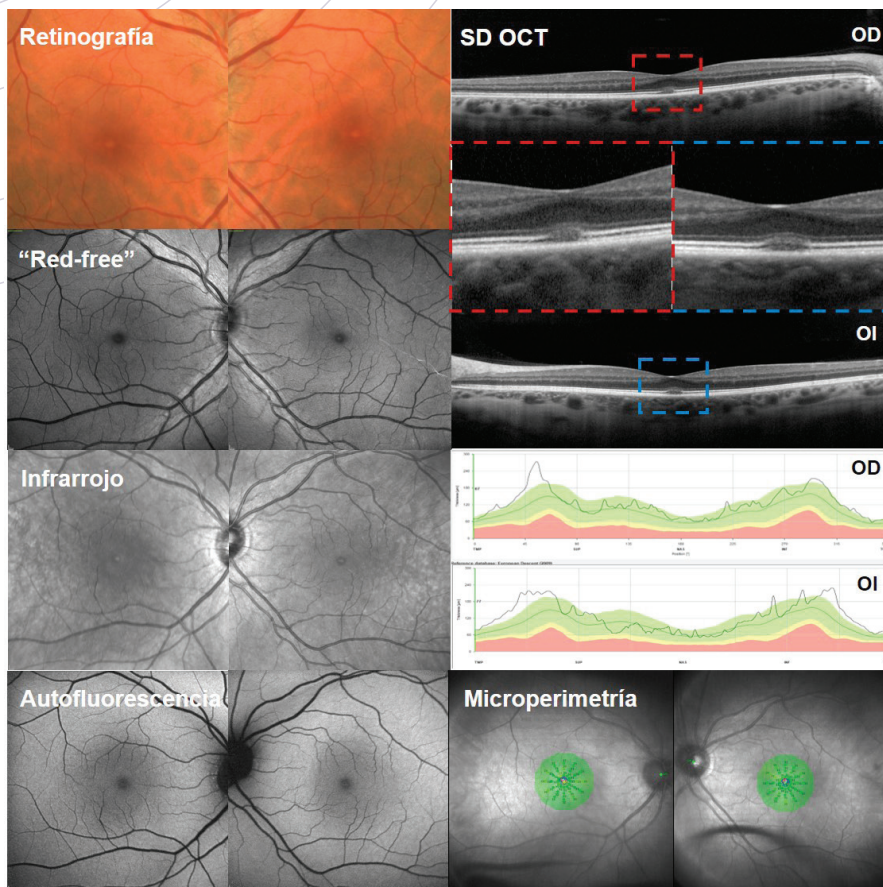 Retinografía
SD OCT
OD
“Red-free”
OI
Infrarrojo
OD
OI
Autofluorescencia
Microperimetría